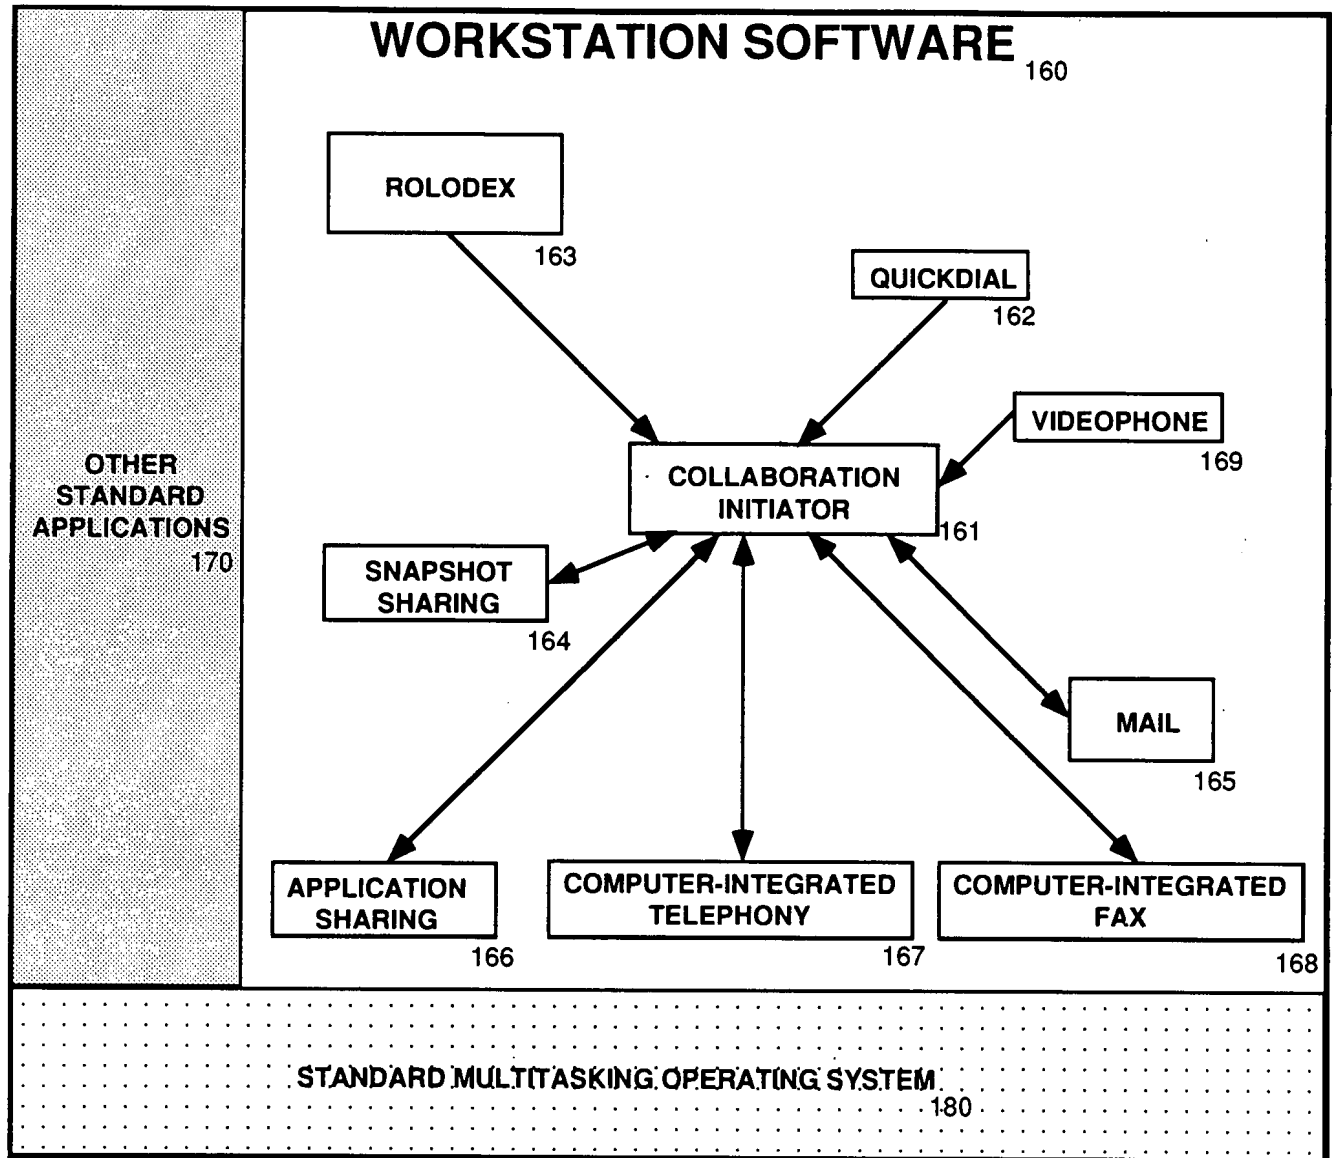 WORKSTATION SOFTWARE
160
ROLODEX
163
QUICKDIAL
162
VIDEOPHONE
169
COLLABORATION
INITIATOR
161
OTHER
STANDARD
APPLICATIONS
170
SNAPSHOT
SHARING
164
MAIL
165
APPLICATION
SHARING
166
COMPUTER-INTEGRATED
TELEPHONY
167
COMPUTER-INTEGRATED
FAX
168
STANDARD MULTITASKING OPERATING SYSTEM
180